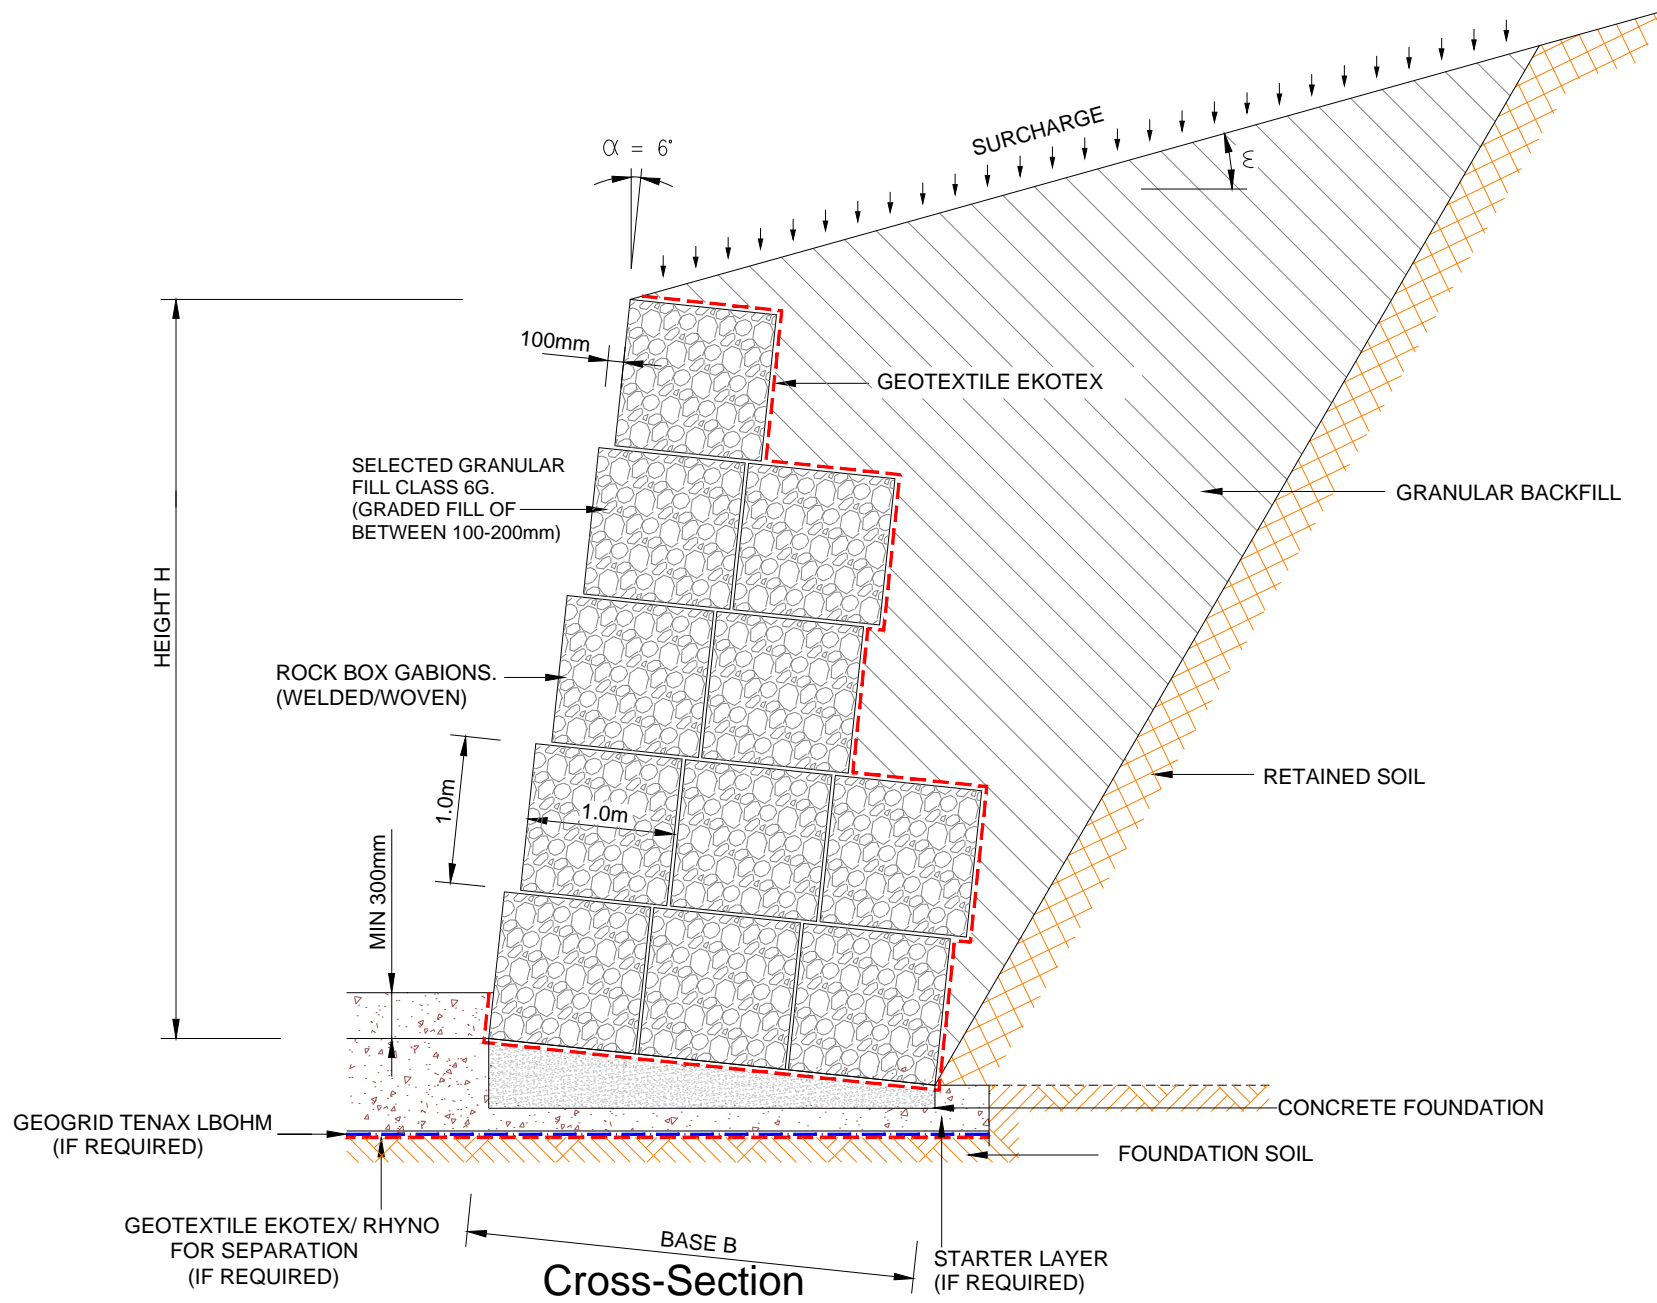 SURCHARGE
α = 6°
ε
100mm
GEOTEXTILE EKOTEX
SELECTED GRANULAR
FILL CLASS 6G.
(GRADED FILL OF
BETWEEN 100-200mm)
GRANULAR BACKFILL
HEIGHT H
ROCK BOX GABIONS.
(WELDED/WOVEN)
RETAINED SOIL
1.0m
1.0m
MIN 300mm
CONCRETE FOUNDATION
GEOGRID TENAX LBOHM
(IF REQUIRED)
FOUNDATION SOIL
GEOTEXTILE EKOTEX/ RHYNO
FOR SEPARATION
(IF REQUIRED)
BASE B
STARTER LAYER
(IF REQUIRED)
Cross-Section